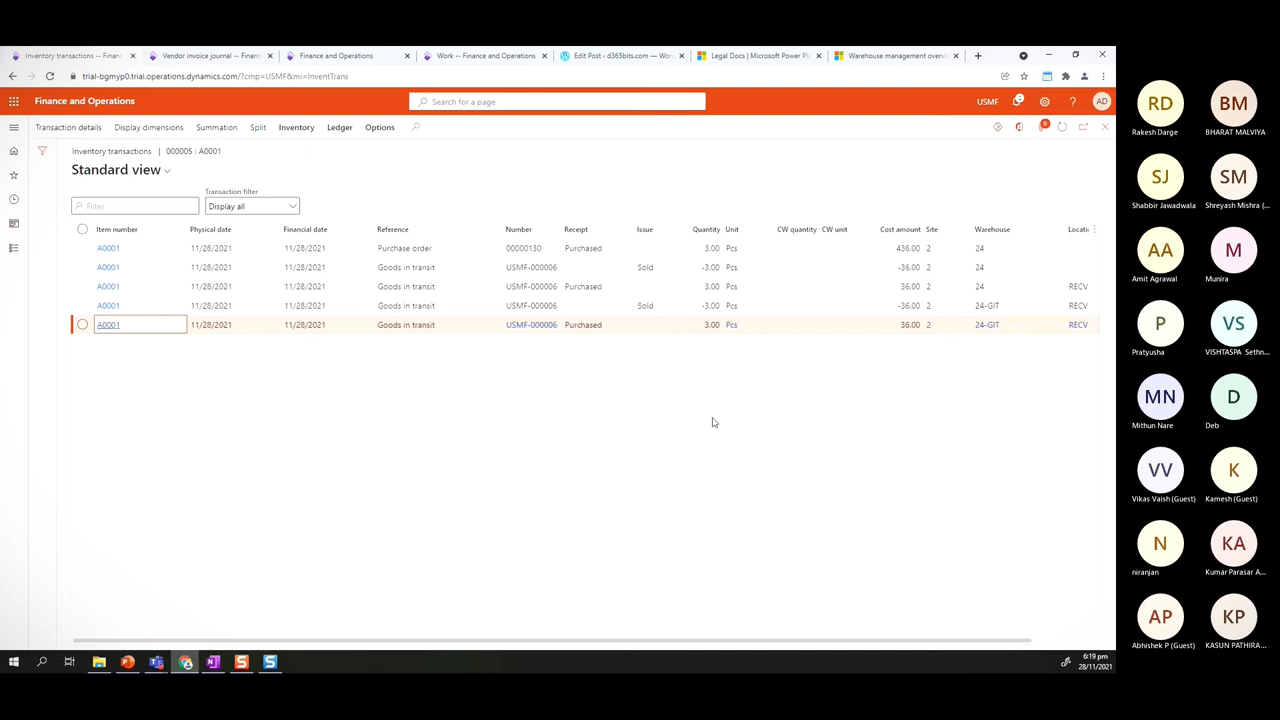 Inventory transactions -- Financ
Vendor invoice journal -- Financ
Finance and Operations
Work -- Finance and Operations
Edit Post ‹ d365bits.com — Wor
Legal Docs | Microsoft Power Pl
Warehouse management overvie
trial-bgmyp0.trial.operations.dynamics.com/?cmp=USMF&mi=InventTrans
Finance and Operations
Search for a page
USMF
AD
Transaction details Display dimensions Summation Split Inventory Ledger Options
0
Inventory transactions | 000005 : A0001
Standard view
Transaction filter
Filter
Display all
Item number Physical date Financial date Reference Number Receipt Issue Quantity Unit CW quantity CW unit Cost amount Site Warehouse Locati
A0001 11/28/2021 11/28/2021 Purchase order 00000130 Purchased 3.00 Pcs 436.00 2 24
A0001 11/28/2021 11/28/2021 Goods in transit USMF-000006 Sold -3.00 Pcs -36.00 2 24
A0001 11/28/2021 11/28/2021 Goods in transit USMF-000006 Purchased 3.00 Pcs 36.00 2 24 RECV
A0001 11/28/2021 11/28/2021 Goods in transit USMF-000006 Sold -3.00 Pcs -36.00 2 24-GIT RECV
A0001 11/28/2021 11/28/2021 Goods in transit USMF-000006 Purchased 3.00 Pcs 36.00 2 24-GIT RECV
6:19 pm
28/11/2021
RD BM
Rakesh Darge BHARAT MALVIYA
SJ SM
Shabbir Jawadwala Shreyash Mishra (...
AA M
Amit Agrawal Munira
P VS
Pratyusha VISHTASPA Sethn...
MN D
Mithun Nare Deb
VV K
Vikas Vaish (Guest) Kamesh (Guest)
N KA
niranjan Kumar Parasar A...
AP KP
Abhishek P (Guest) KASUN PATHIRA...